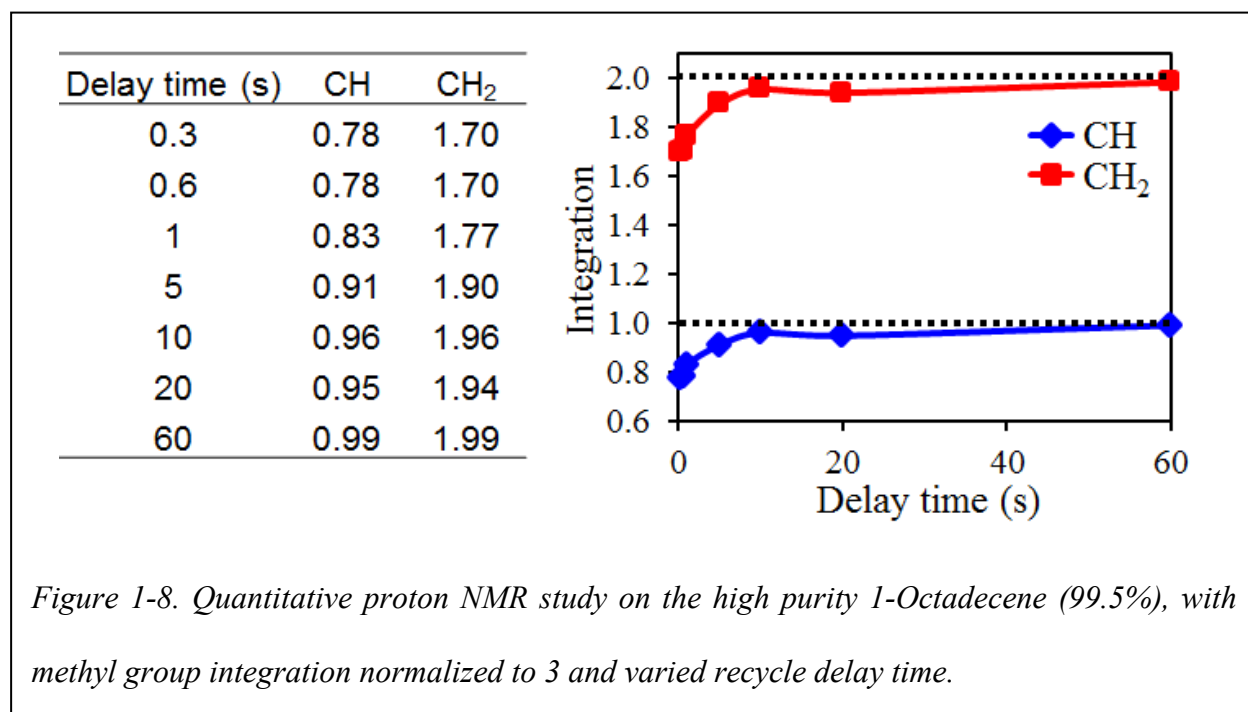 Delay time (s) CH CH₂
0.3 0.78 1.70
0.6 0.78 1.70
1 0.83 1.77
5 0.91 1.90
10 0.96 1.96
20 0.95 1.94
60 0.99 1.99
Integration
2.0
1.8
1.6
1.4
1.2
1.0
0.8
0.6
CH
CH₂
0 20 40 60
Delay time (s)
Figure 1-8. Quantitative proton NMR study on the high purity 1-Octadecene (99.5%), with
methyl group integration normalized to 3 and varied recycle delay time.